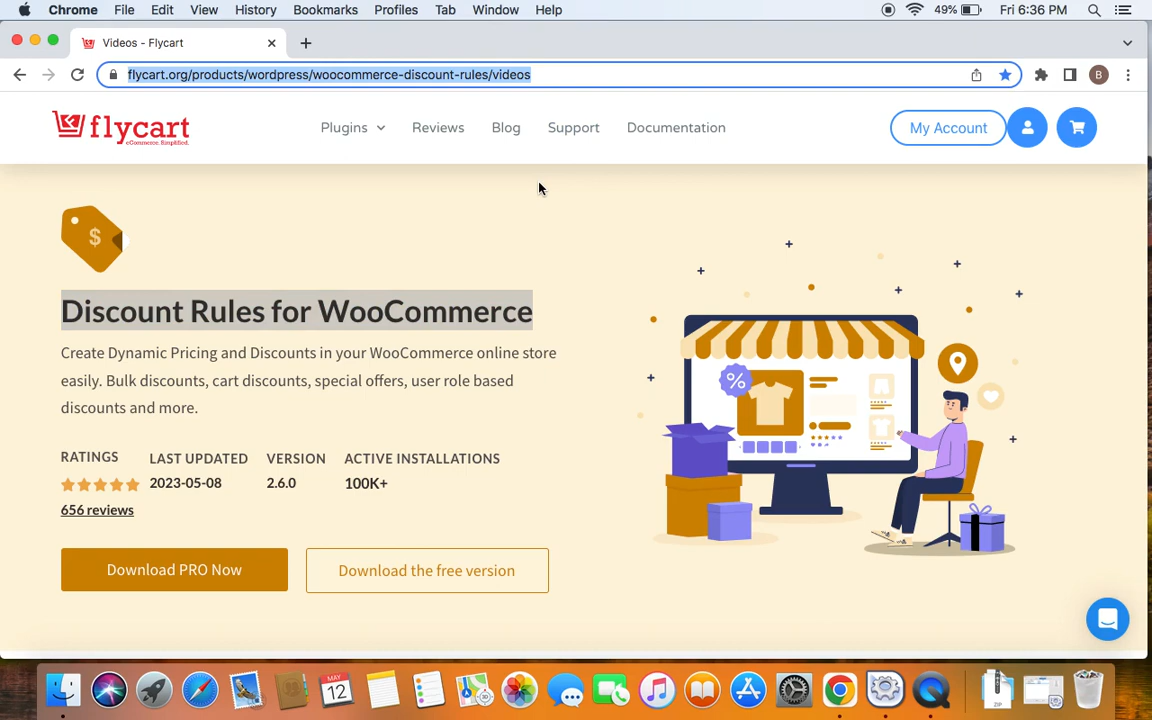 Chrome File Edit View History Bookmarks Profiles Tab Window Help 49% Fri 6:36 PM
Videos - Flycart
flycart.org/products/wordpress/woocommerce-discount-rules/videos
B
flycart
eCommerce. Simplified.
Plugins Reviews Blog Support Documentation My Account
$
Discount Rules for WooCommerce
Create Dynamic Pricing and Discounts in your WooCommerce online store
easily. Bulk discounts, cart discounts, special offers, user role based
discounts and more.
RATINGS LAST UPDATED VERSION ACTIVE INSTALLATIONS
2023-05-08 2.6.0 100K+
656 reviews
Download PRO Now Download the free version
%
MAY
12
ZIP